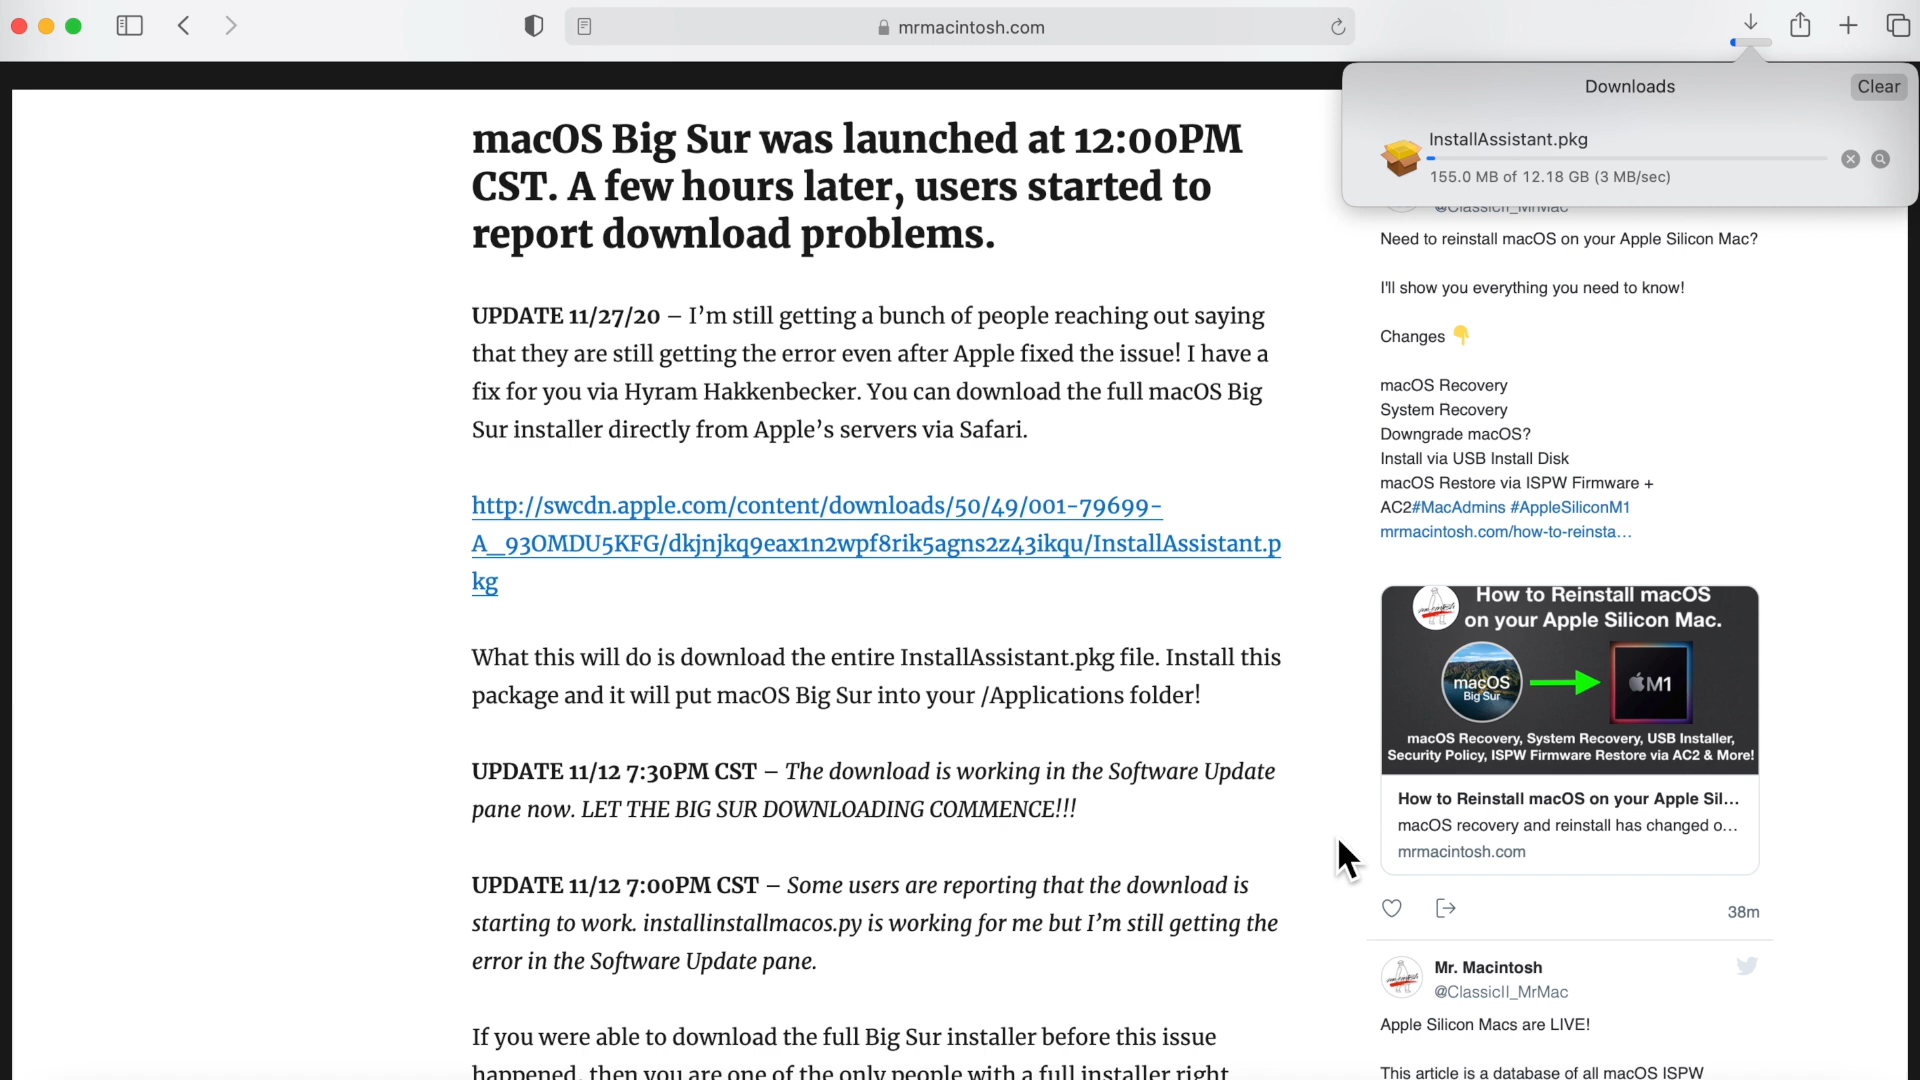 mrmacintosh.com
Downloads
Clear
InstallAssistant.pkg
155.0 MB of 12.18 GB (3 MB/sec)
macOS Big Sur was launched at 12:00PM
CST. A few hours later, users started to
report download problems.
UPDATE 11/27/20 – I’m still getting a bunch of people reaching out saying
that they are still getting the error even after Apple fixed the issue! I have a
fix for you via Hyram Hakkenbecker. You can download the full macOS Big
Sur installer directly from Apple’s servers via Safari.
http://swcdn.apple.com/content/downloads/50/49/001-79699-
A_93OMDU5KFG/dkjnjkq9eax1n2wpf8rik5agns2z43ikqu/InstallAssistant.p
kg
What this will do is download the entire InstallAssistant.pkg file. Install this
package and it will put macOS Big Sur into your /Applications folder!
UPDATE 11/12 7:30PM CST – The download is working in the Software Update
pane now. LET THE BIG SUR DOWNLOADING COMMENCE!!!
UPDATE 11/12 7:00PM CST – Some users are reporting that the download is
starting to work. installinstallmacos.py is working for me but I’m still getting the
error in the Software Update pane.
If you were able to download the full Big Sur installer before this issue
happened, then you are one of the only people with a full installer right
@ClassicII_MrMac
Need to reinstall macOS on your Apple Silicon Mac?
I'll show you everything you need to know!
Changes 👇
macOS Recovery
System Recovery
Downgrade macOS?
Install via USB Install Disk
macOS Restore via ISPW Firmware +
AC2#MacAdmins #AppleSiliconM1
mrmacintosh.com/how-to-reinsta…
How to Reinstall macOS
on your Apple Silicon Mac.
macOS
Big Sur
M1
macOS Recovery, System Recovery, USB Installer,
Security Policy, ISPW Firmware Restore via AC2 & More!
How to Reinstall macOS on your Apple Sil…
macOS recovery and reinstall has changed o…
mrmacintosh.com
38m
Mr. Macintosh
@ClassicII_MrMac
Apple Silicon Macs are LIVE!
This article is a database of all macOS ISPW